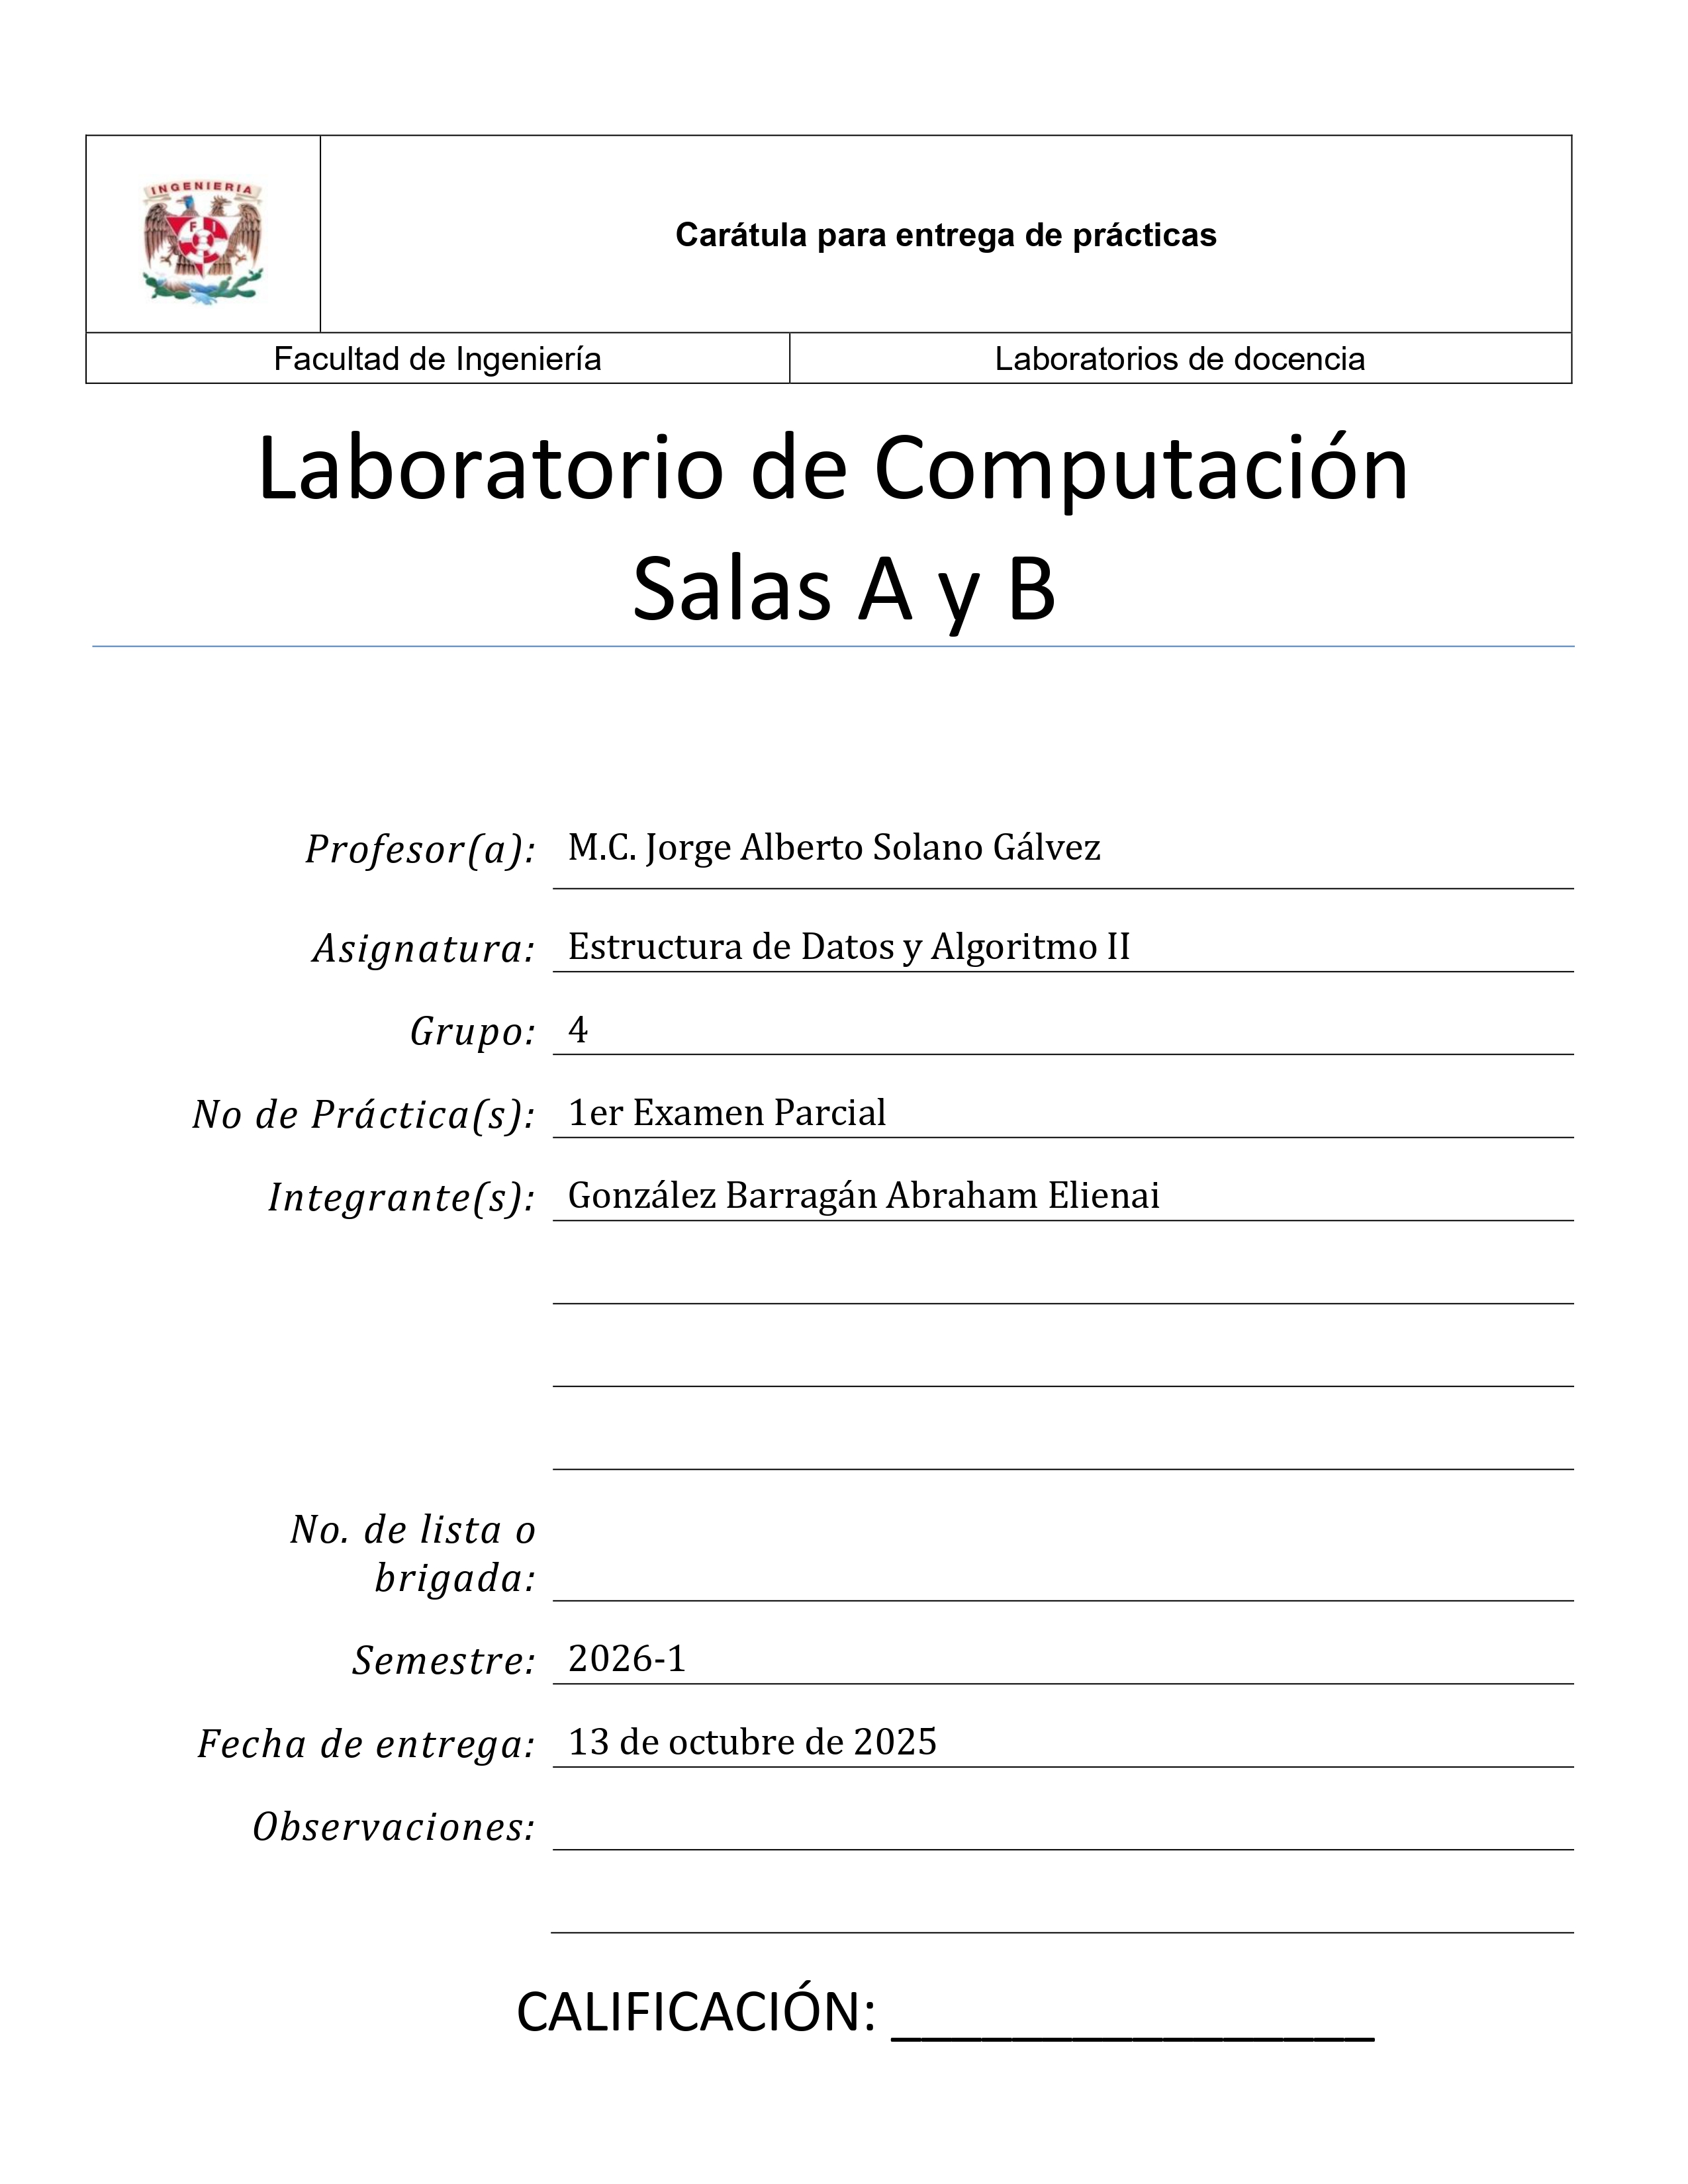 INGENIERIA
F I
Carátula para entrega de prácticas
Facultad de Ingeniería
Laboratorios de docencia
Laboratorio de Computación
Salas A y B
Profesor(a): M.C. Jorge Alberto Solano Gálvez
Asignatura: Estructura de Datos y Algoritmo II
Grupo: 4
No de Práctica(s): 1er Examen Parcial
Integrante(s): González Barragán Abraham Elienai
No. de lista o
brigada:
Semestre: 2026-1
Fecha de entrega: 13 de octubre de 2025
Observaciones:
CALIFICACIÓN: ________________